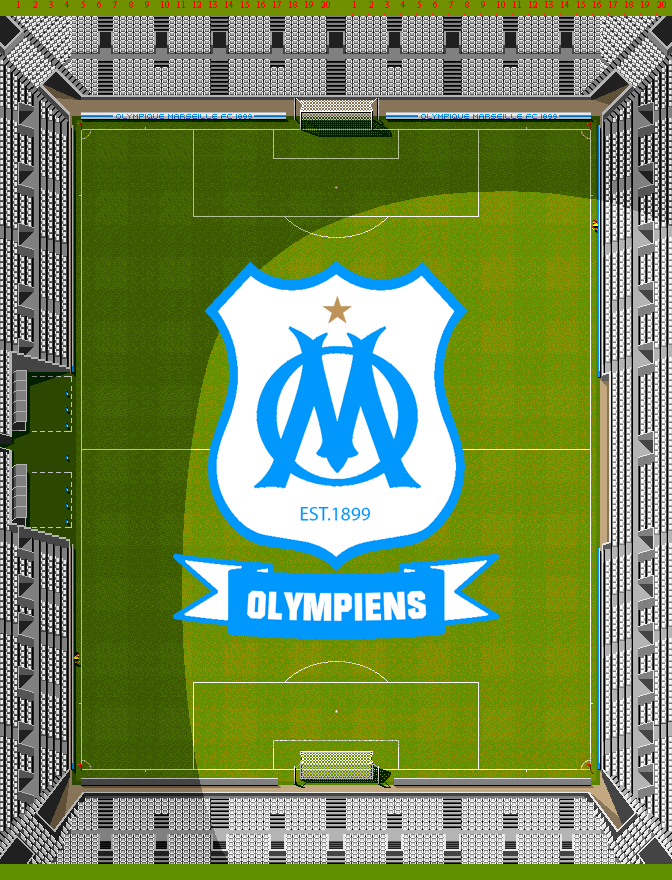 1 2 3 4 5 6 7 8 9 10 11 12 13 14 15 16 17 18 19 20 1 2 3 4 5 6 7 8 9 10 11 12 13 14 15 16 17 18 19 20
OLYMPIQUE MARSEILLE FC 1899 OLYMPIQUE MARSEILLE FC 1899
M
EST.1899
OLYMPIENS